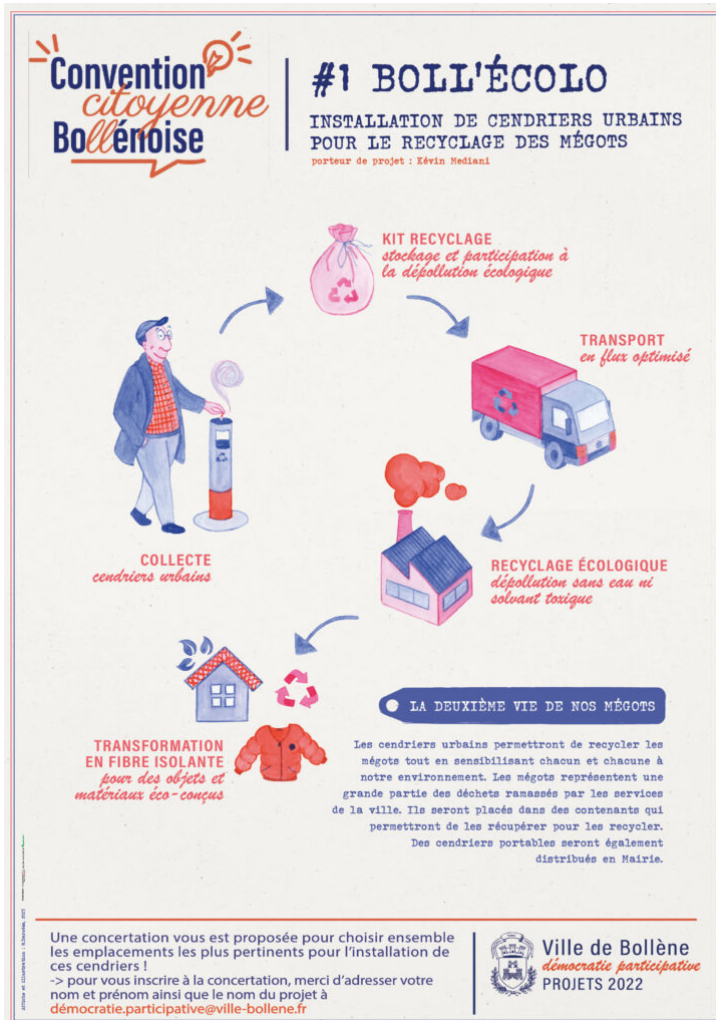 Convention
citoyenne
Bollénoise
#1 BOLL'ÉCOLO
INSTALLATION DE CENDRIERS URBAINS
POUR LE RECYCLAGE DES MÉGOTS
porteur de projet : Kévin Mediani
KIT RECYCLAGE
stockage et participation à
la dépollution écologique
TRANSPORT
en flux optimisé
COLLECTE
cendriers urbains
RECYCLAGE ÉCOLOGIQUE
dépollution sans eau ni
solvant toxique
TRANSFORMATION
EN FIBRE ISOLANTE
pour des objets et
matériaux éco-conçus
LA DEUXIÈME VIE DE NOS MÉGOTS
Les cendriers urbains permettront de recycler les
mégots tout en sensibilisant chacun et chacune à
notre environnement. Les mégots représentent une
grande partie des déchets ramassés par les services
de la ville. Ils seront placés dans des contenants qui
permettront de les récupérer pour les recycler.
Des cendriers portables seront également
distribués en Mairie.
Une concertation vous est proposée pour choisir ensemble
les emplacements les plus pertinents pour l'installation de
ces cendriers !
-> pour vous inscrire à la concertation, merci d'adresser votre
nom et prénom ainsi que le nom du projet à
démocratie.participative@ville-bollene.fr
Ville de Bollène
démocratie participative
PROJETS 2022